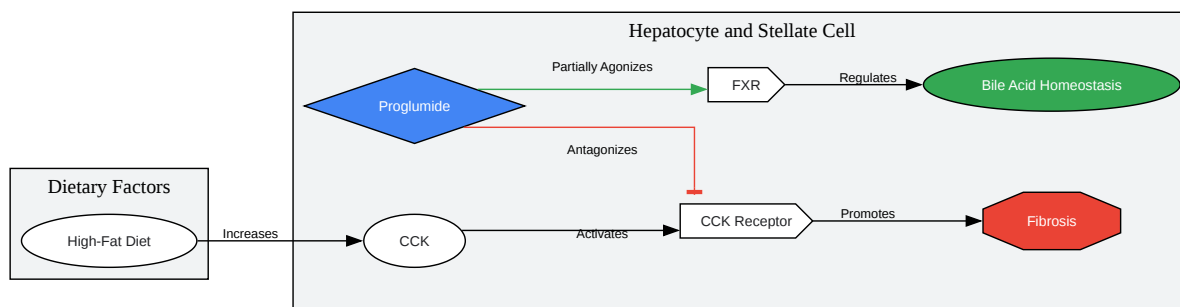 Hepatocyte and Stellate Cell
Partially Agonizes
Proglumide
FXR
Regulates
Bile Acid Homeostasis
Antagonizes
Dietary Factors
High-Fat Diet
Increases
CCK
Activates
CCK Receptor
Promotes
Fibrosis